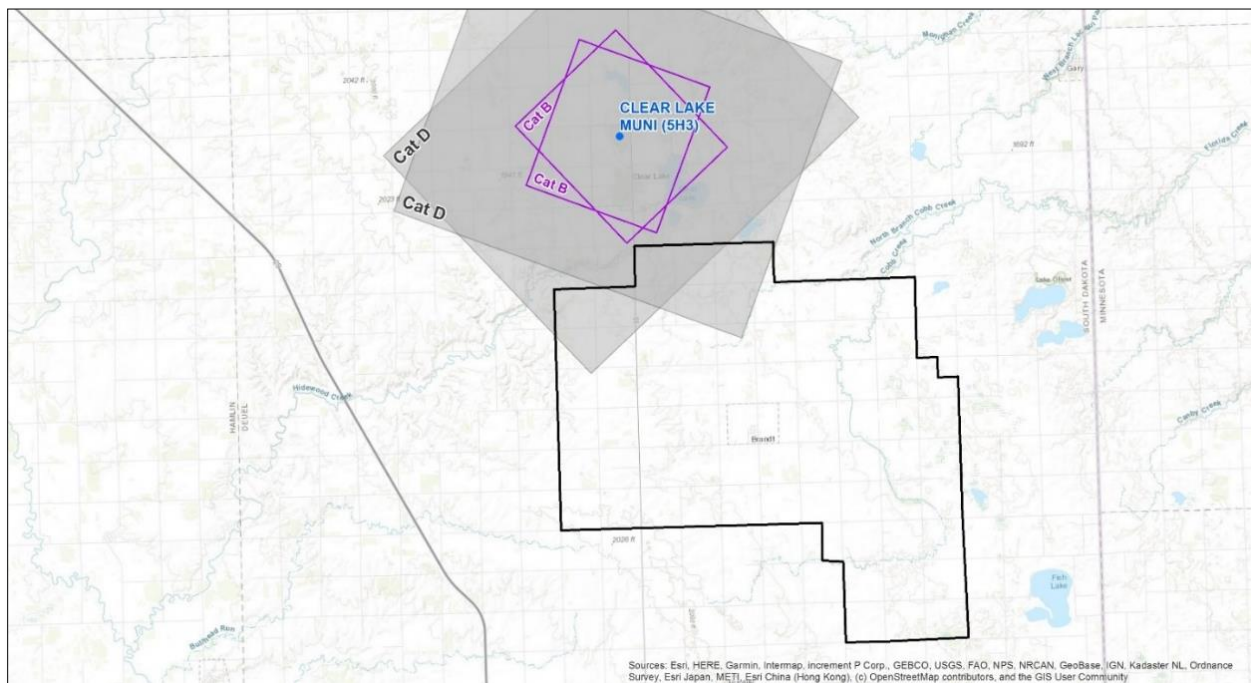 Monighan Creek
West Branch Lac
Gary
2042 ft
Cat B
CLEAR LAKE
MUNI (5H3)
Florida Creek
Cat D
Clear Lake
Cat B
Cat D
North Branch Cobb Creek
Cobb Creek
SOUTH DAKOTA
MINNESOTA
Hidewood Creek
HAMLIN
DEUEL
Canby Creek
Brandt
2026 ft
Fish
Lake
Sources: Esri, HERE, Garmin, Intermap, increment P Corp., GEBCO, USGS, FAO, NPS, NRCAN, GeoBase, IGN, Kadaster NL, Ordnance
Survey, Esri Japan, METI, Esri China (Hong Kong), (c) OpenStreetMap contributors, and the GIS User Community